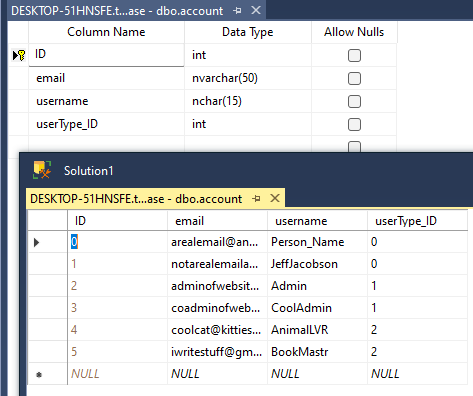 DESKTOP-51HNSFE.t...ase - dbo.account
Column Name Data Type Allow Nulls
ID int
email nvarchar(50)
username nchar(15)
userType_ID int
Solution1
DESKTOP-51HNSFE.t...ase - dbo.account
ID email username userType_ID
0 arealemail@an... Person_Name 0
1 notarealemaila... JeffJacobson 0
2 adminofwebsit... Admin 1
3 coadminofweb... CoolAdmin 1
4 coolcat@kitties... AnimalLVR 2
5 iwritestuff@gm... BookMastr 2
NULL NULL NULL NULL